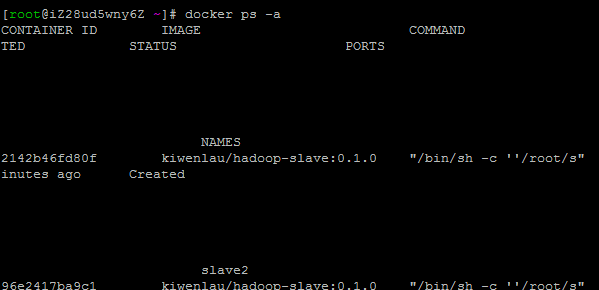 [root@iZ28ud5wny6Z ~]# docker ps -a
CONTAINER ID        IMAGE                          COMMAND
TED             STATUS                     PORTS
NAMES
2142b46fd80f        kiwenlau/hadoop-slave:0.1.0    "/bin/sh -c ''/root/s"
inutes ago      Created
slave2
96e2417ba9c1        kiwenlau/hadoop-slave:0.1.0    "/bin/sh -c ''/root/s"